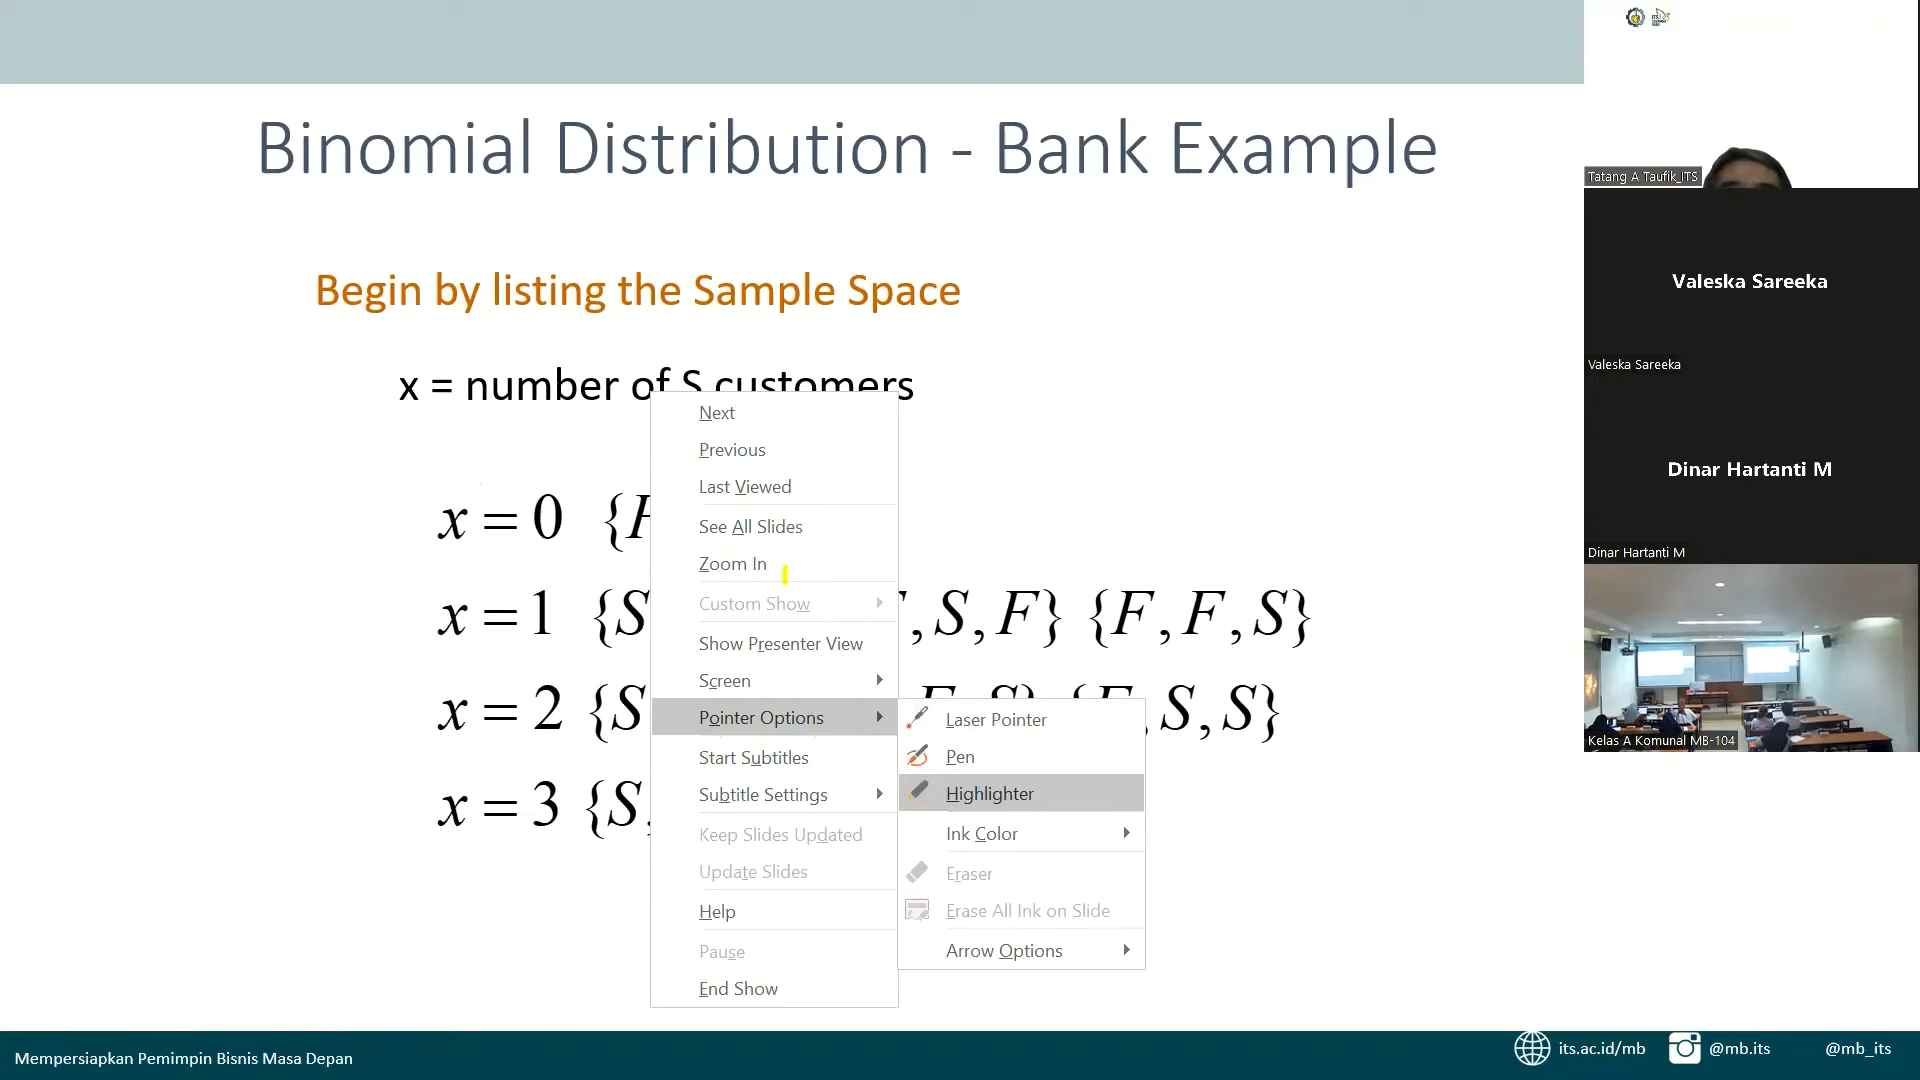 Binomial Distribution - Bank Example
Begin by listing the Sample Space
x = number of S customers
x = 0 {F
x = 1 {S , S , F} {F , F , S}
x = 2 {S F , S} {F , S , S}
x = 3 {S ,
Next
Previous
Last Viewed
See All Slides
Zoom In
Custom Show
Show Presenter View
Screen
Pointer Options
Start Subtitles
Subtitle Settings
Keep Slides Updated
Update Slides
Help
Pause
End Show
Laser Pointer
Pen
Highlighter
Ink Color
Eraser
Erase All Ink on Slide
Arrow Options
Tatang A Taufik_ITS
Valeska Sareeka
Valeska Sareeka
Dinar Hartanti M
Dinar Hartanti M
Kelas A Komunal MB-104
Mempersiapkan Pemimpin Bisnis Masa Depan
its.ac.id/mb
@mb.its
@mb_its